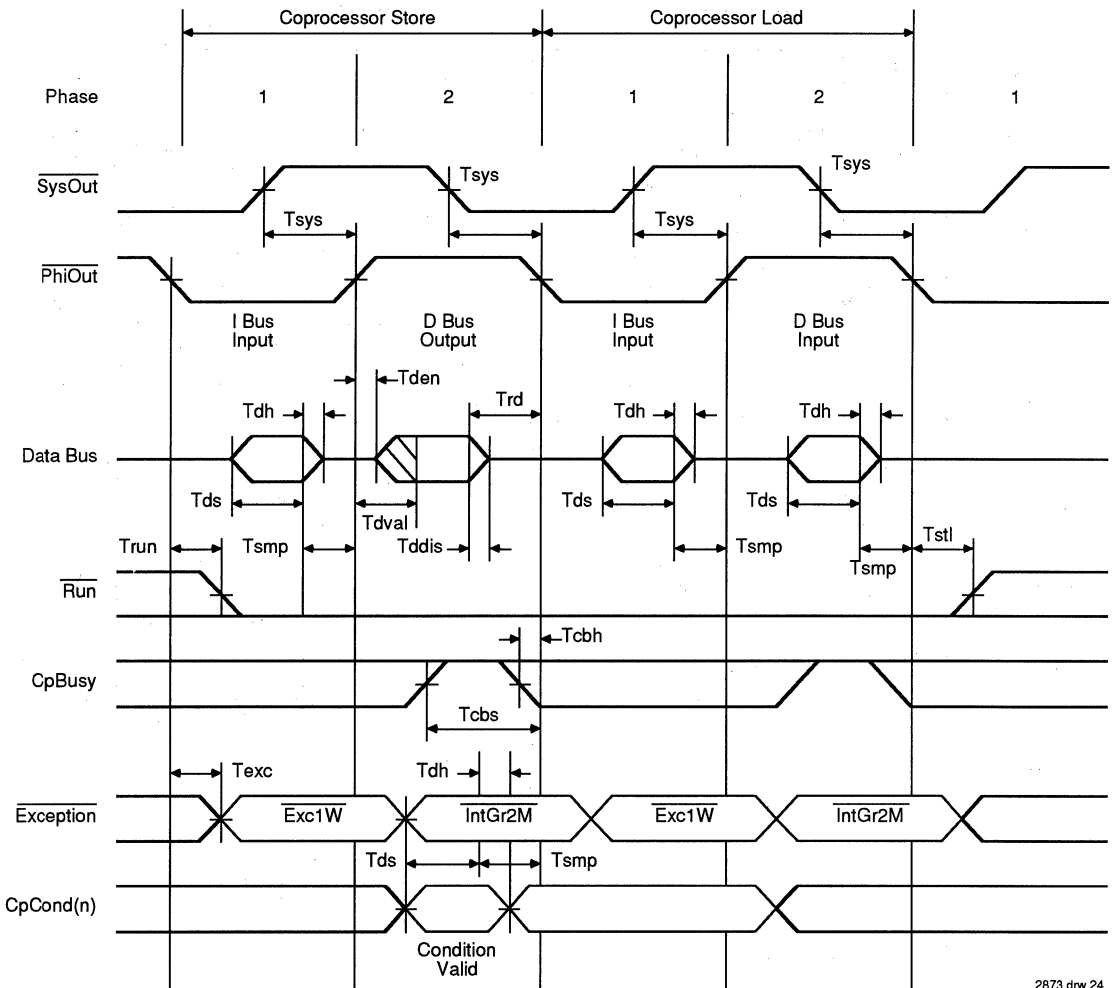 Coprocessor Store
Coprocessor Load
Phase
1
2
1
2
1
SysOut
Tsys
Tsys
Tsys
Tsys
PhiOut
I Bus
Input
D Bus
Output
I Bus
Input
D Bus
Input
Tden
Tdh
Trd
Tdh
Tdh
Data Bus
Tds
Tdval
Tddis
Tds
Tds
Trun
Tsmp
Tsmp
Tsmp
Tstl
Run
Tcbh
CpBusy
Tcbs
Texc
Tdh
Exception
Exc1W
IntGr2M
Exc1W
IntGr2M
Tds
Tsmp
CpCond(n)
Condition
Valid
2873 drw 24